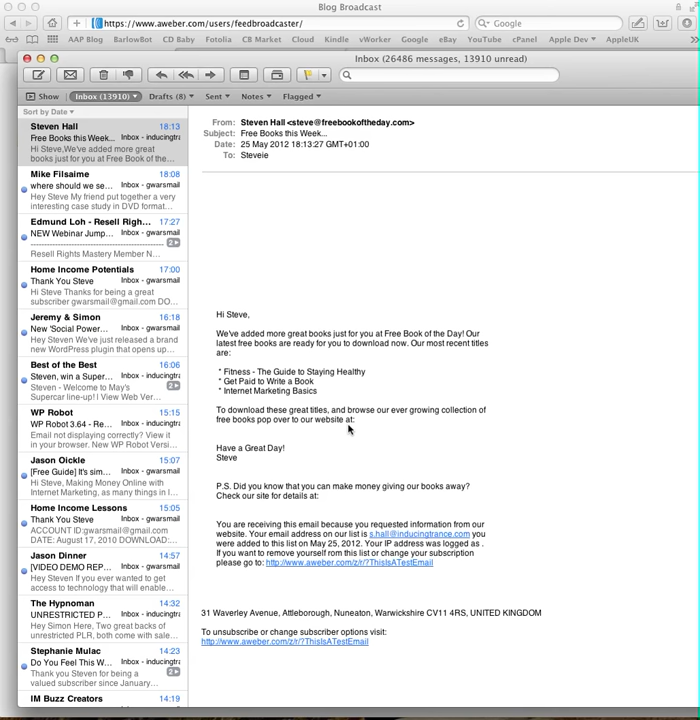 Blog Broadcast
https://www.aweber.com/users/feedbroadcaster/
Google
AAP Blog BarlowBot CD Baby Fotolia CB Market Cloud Kindle vWorker Google eBay YouTube cPanel Apple Dev AppleUK
Inbox (26486 messages, 13910 unread)
Show Inbox (13910) Drafts (8) Sent Notes Flagged
Sort by Date
Steven Hall 18:13
Free Books this Week... Inbox - inducingtra
Hi Steve,We've added more great
books just for you at Free Book of the...
Mike Filsaime 18:08
where should we se... Inbox - gwarsmail
Hey Steve My friend put together a very
interesting case study in DVD format...
Edmund Loh - Resell Righ... 17:27
NEW Webinar Jump... Inbox - gwarsmail
2
Resell Rights Mastery Member N...
Home Income Potentials 17:00
Thank You Steve Inbox - gwarsmail
Hi Steve Thanks for being a great
subscriber gwarsmail@gmail.com DO...
Jeremy & Simon 16:18
New 'Social Power... Inbox - gwarsmail
Hey Steven We've just released a brand
new WordPress plugin that opens up...
Best of the Best 16:06
Steven, win a Super... Inbox - inducingtra
Steven - Welcome to May's 2
Supercar line-up! I View Web Ver...
WP Robot 15:15
WP Robot 3.64 - Re... Inbox - gwarsmail
Email not displaying correctly? View it
in your browser. New WP Robot Versi...
Jason Oickle 15:07
[Free Guide] It's sim... Inbox - gwarsmail
Hi Steve, Making Money Online with
Internet Marketing, as many things in l...
Home Income Lessons 15:05
Thank You Steve Inbox - gwarsmail
ACCOUNT ID:gwarsmail@gmail.com
DATE: August 17, 2010 DOWNLOAD:...
Jason Dinner 14:57
[VIDEO DEMO REP... Inbox - gwarsmail
Hey Steven If you ever wanted to get
access to technology that will enable...
The Hypnoman 14:32
UNRESTRICTED P... Inbox - inducingtra
Hey Simon Here, Two great backs of
unrestricted PLR, both come with sale...
Stephanie Mulac 14:23
Do You Feel This W... Inbox - inducingtra
Thank you Steven for being a 2
valued subscriber since January...
IM Buzz Creators 14:19
From: Steven Hall <steve@freebookoftheday.com>
Subject: Free Books this Week...
Date: 25 May 2012 18:13:27 GMT+01:00
To: Steveie
Hi Steve,
We've added more great books just for you at Free Book of the Day! Our
latest free books are ready for you to download now. Our most recent titles
are:
* Fitness - The Guide to Staying Healthy
* Get Paid to Write a Book
* Internet Marketing Basics
To download these great titles, and browse our ever growing collection of
free books pop over to our website at:
Have a Great Day!
Steve
P.S. Did you know that you can make money giving our books away?
Check our site for details at:
You are receiving this email because you requested information from our
website. Your email address on our list is s.hall@inducingtrance.com you
were added to this list on May 25, 2012. Your IP address was logged as .
If you want to remove yourself from this list or change your subscription
please go to: http://www.aweber.com/z/r/?ThisIsATestEmail
31 Waverley Avenue, Attleborough, Nuneaton, Warwickshire CV11 4RS, UNITED KINGDOM
To unsubscribe or change subscriber options visit:
http://www.aweber.com/z/r/?ThisIsATestEmail